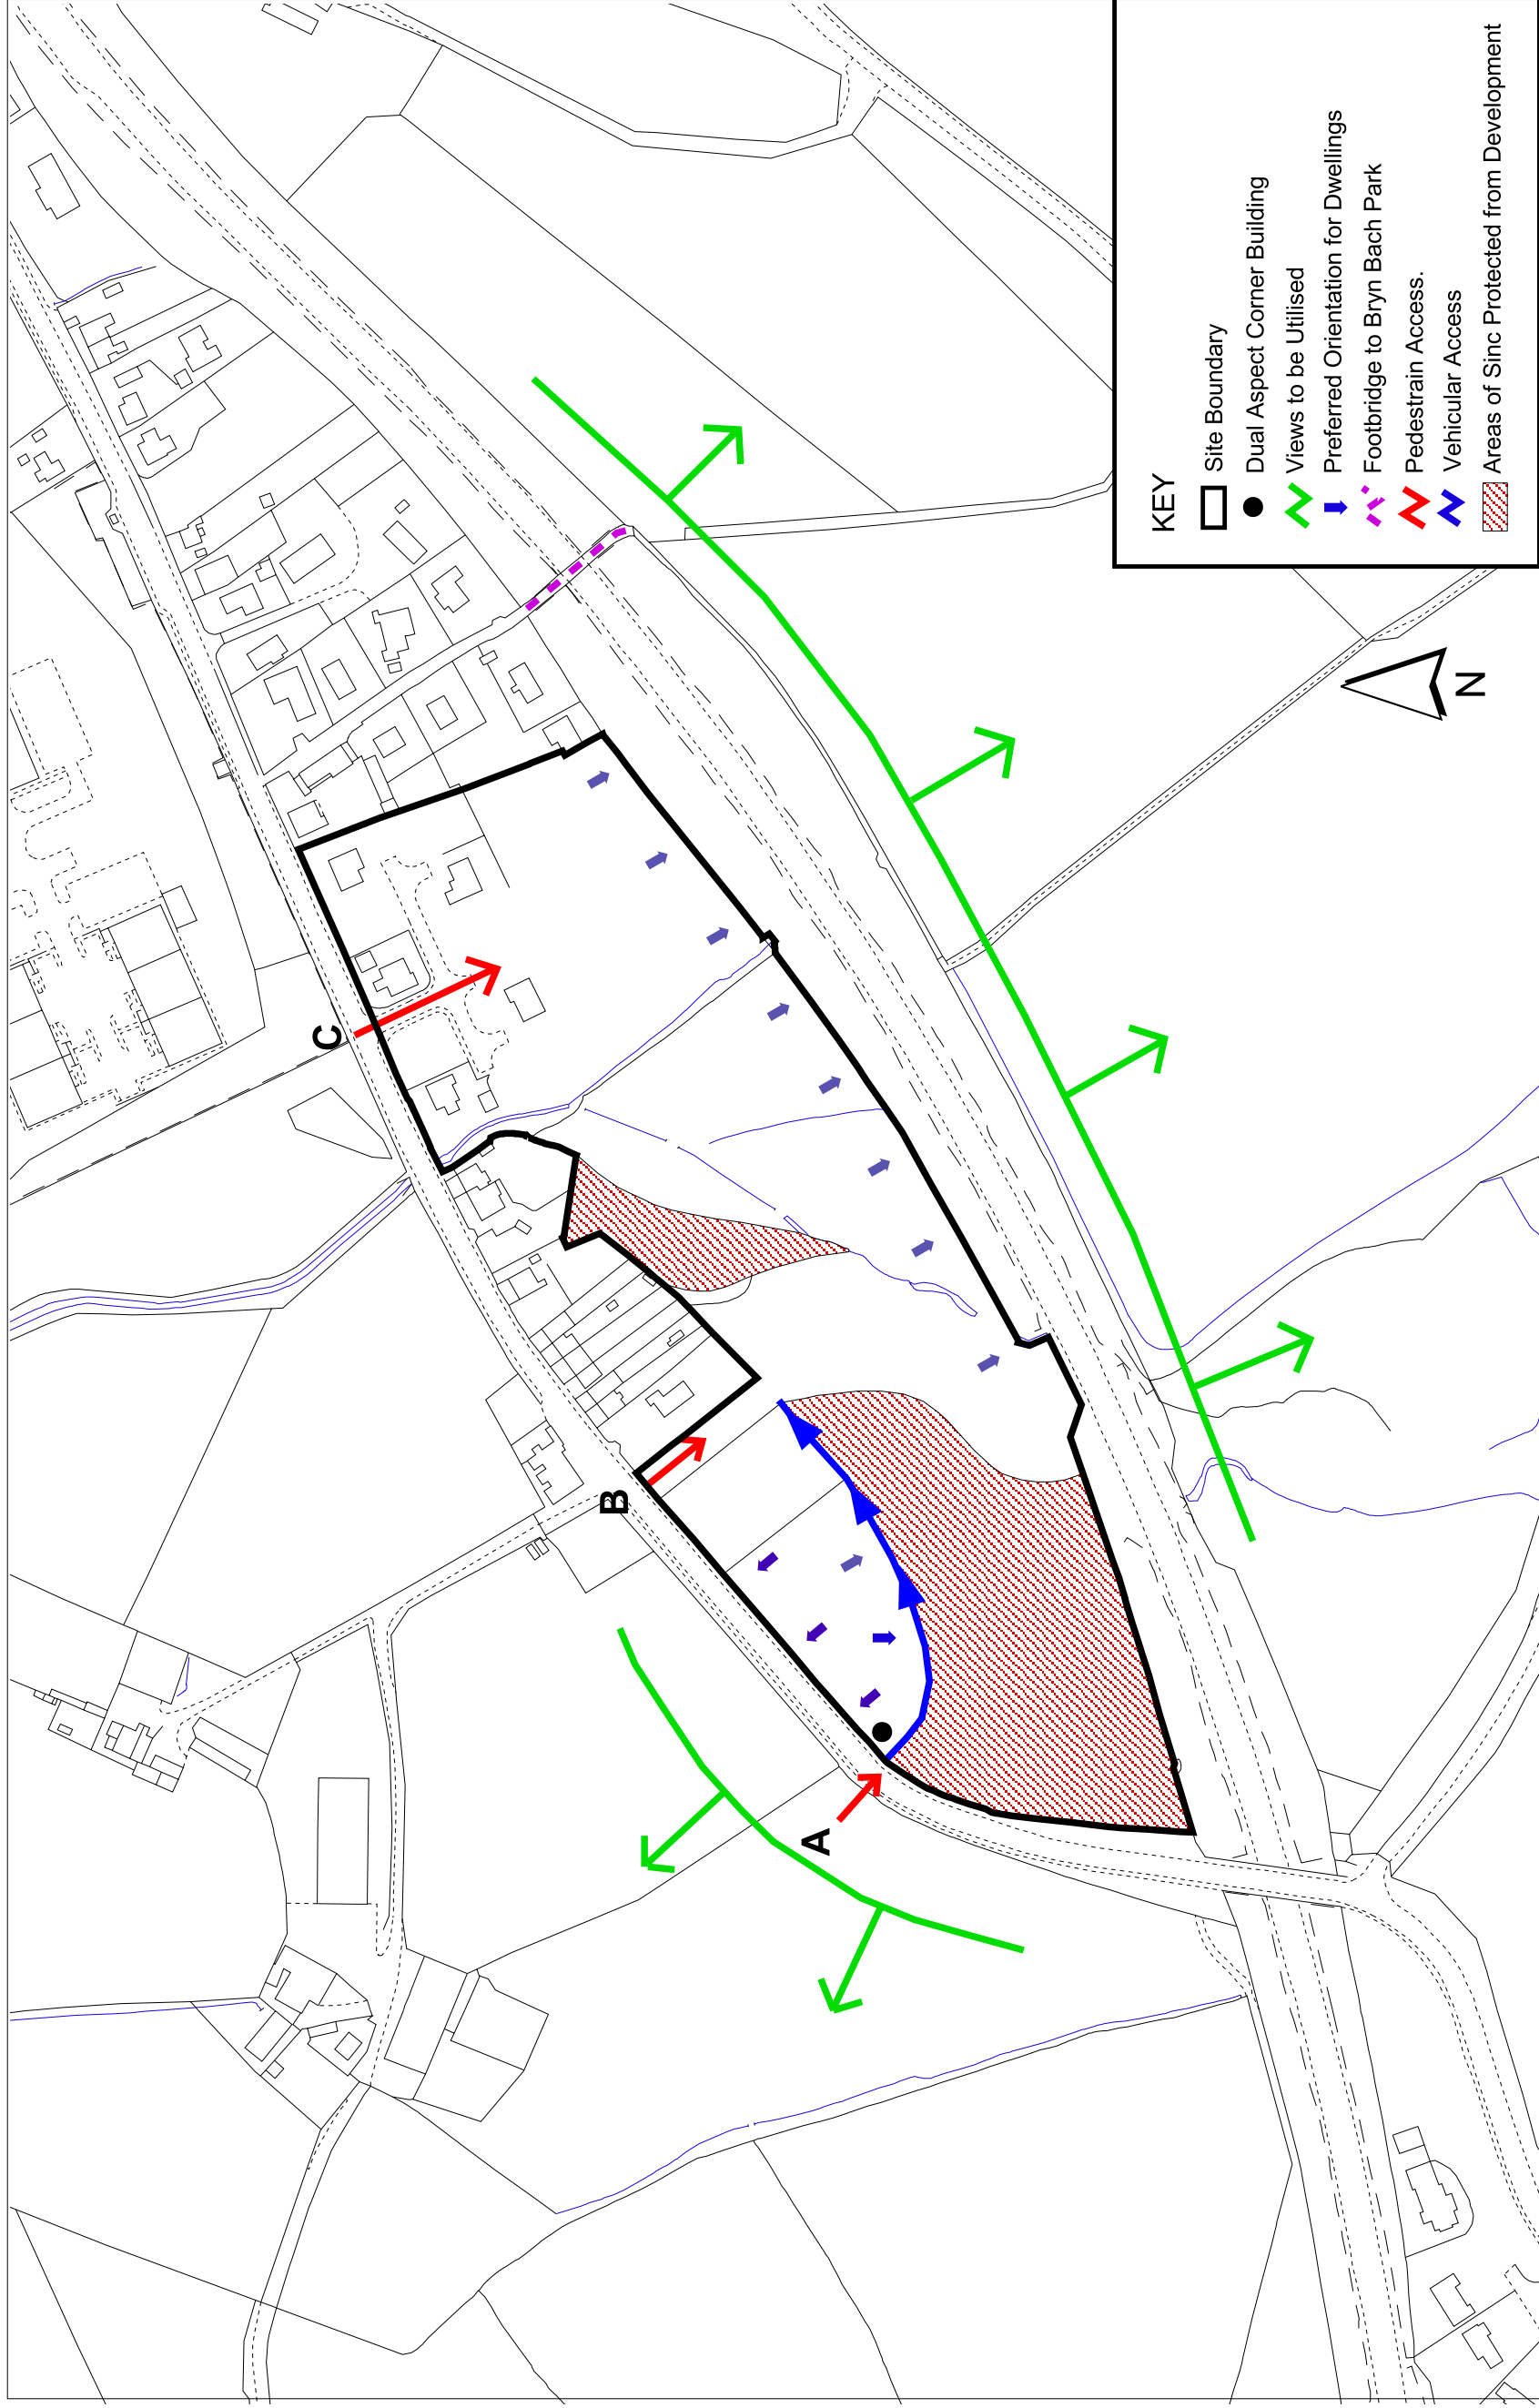 C
B
A
N
KEY
Site Boundary
Dual Aspect Corner Building
Views to be Utilised
Preferred Orientation for Dwellings
Footbridge to Bryn Bach Park
Pedestrain Access.
Vehicular Access
Areas of Sinc Protected from Development